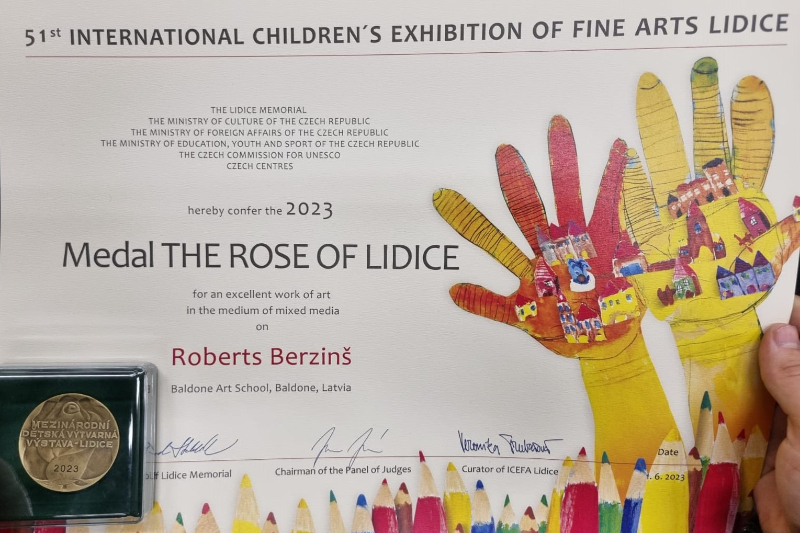 51st INTERNATIONAL CHILDREN´S EXHIBITION OF FINE ARTS LIDICE
THE LIDICE MEMORIAL
THE MINISTRY OF CULTURE OF THE CZECH REPUBLIC
THE MINISTRY OF FOREIGN AFFAIRS OF THE CZECH REPUBLIC
THE MINISTRY OF EDUCATION, YOUTH AND SPORT OF THE CZECH REPUBLIC
THE CZECH COMMISSION FOR UNESCO
CZECH CENTRES
hereby confer the 2023
Medal THE ROSE OF LIDICE
for an excellent work of art
in the medium of mixed media
on
Roberts Berzinš
Baldone Art School, Baldone, Latvia
MEZINÁRODNÍ
DĚTSKÁ VÝTVARNÁ
VÝSTAVA-LIDICE
2023
Lidice Memorial
Chairman of the Panel of Judges
Curator of ICEFA Lidice
Date
. 6. 2023